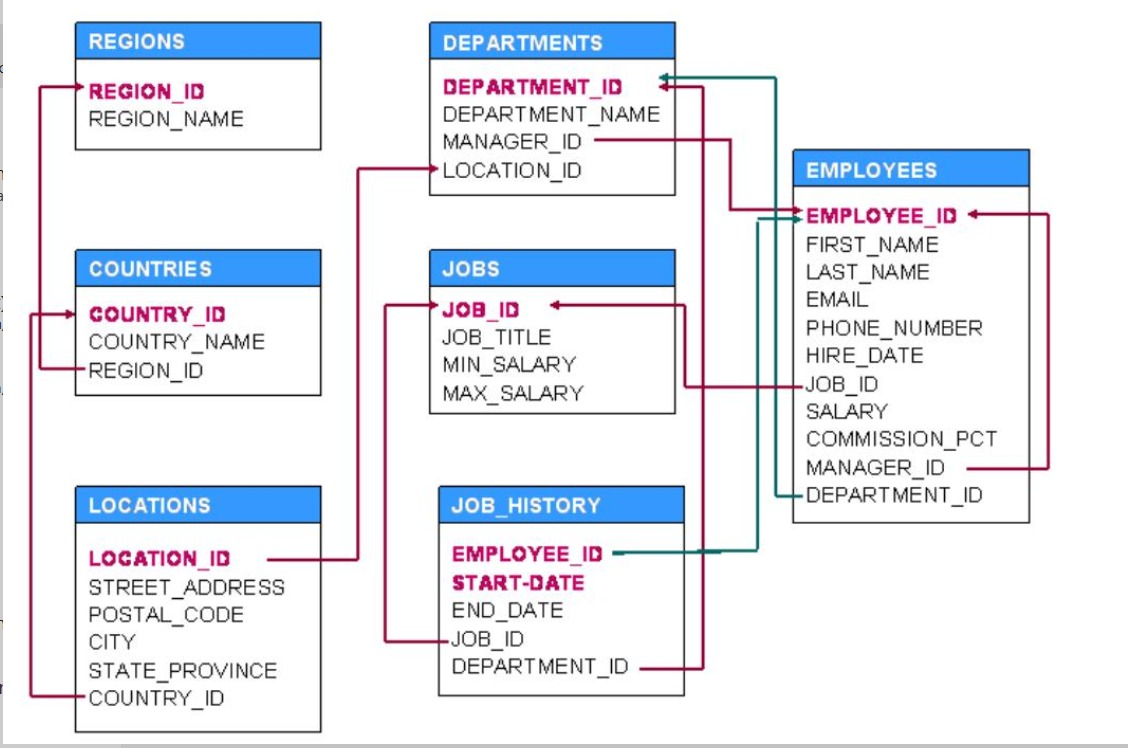 REGIONS
REGION_ID
REGION_NAME
COUNTRIES
COUNTRY_ID
COUNTRY_NAME
REGION_ID
LOCATIONS
LOCATION_ID
STREET_ADDRESS
POSTAL_CODE
CITY
STATE_PROVINCE
COUNTRY_ID
DEPARTMENTS
DEPARTMENT_ID
DEPARTMENT_NAME
MANAGER_ID
LOCATION_ID
JOBS
JOB_ID
JOB_TITLE
MIN_SALARY
MAX_SALARY
JOB_HISTORY
EMPLOYEE_ID
START-DATE
END_DATE
JOB_ID
DEPARTMENT_ID
EMPLOYEES
EMPLOYEE_ID
FIRST_NAME
LAST_NAME
EMAIL
PHONE_NUMBER
HIRE_DATE
JOB_ID
SALARY
COMMISSION_PCT
MANAGER_ID
DEPARTMENT_ID